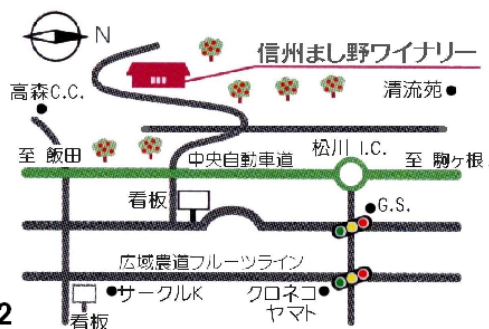 N
信州まし野ワイナリー
高森C.C.
清流苑
松川 I.C.
至 飯田
中央自動車道
至 駒ヶ根
看板
G.S.
広域農道フルーツライン
サークルK
クロネコ
ヤマト
看板
2